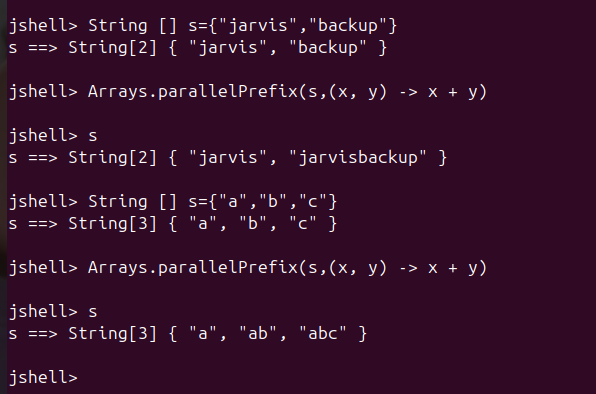 jshell> String [] s={"jarvis","backup"}
s ==> String[2] { "jarvis", "backup" }
jshell> Arrays.parallelPrefix(s,(x, y) -> x + y)
jshell> s
s ==> String[2] { "jarvis", "jarvisbackup" }
jshell> String [] s={"a","b","c"}
s ==> String[3] { "a", "b", "c" }
jshell> Arrays.parallelPrefix(s,(x, y) -> x + y)
jshell> s
s ==> String[3] { "a", "ab", "abc" }
jshell>